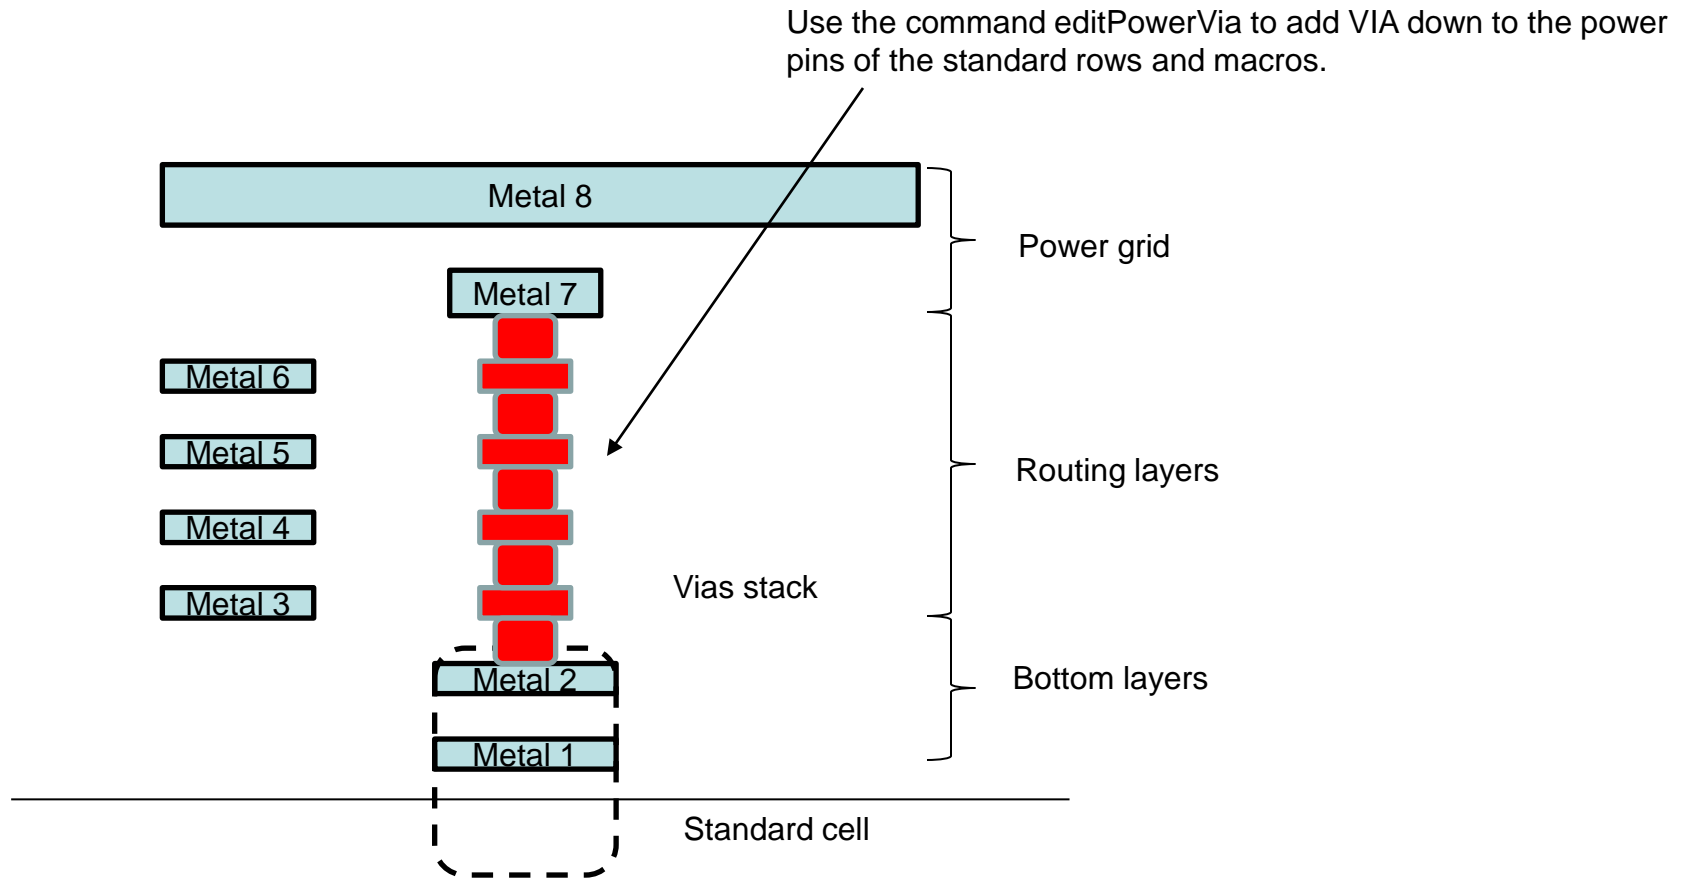 Use the command editPowerVia to add VIA down to the power
pins of the standard rows and macros.
Metal 8
Power grid
Metal 7
Metal 6
Metal 5
Routing layers
Metal 4
Vias stack
Metal 3
Metal 2
Bottom layers
Metal 1
Standard cell